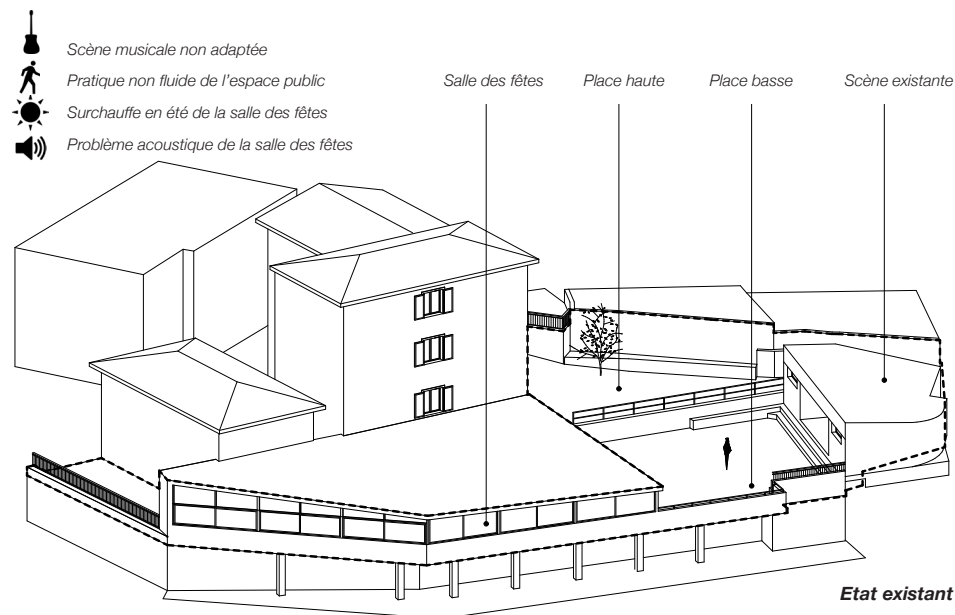 Scène musicale non adaptée
Pratique non fluide de l'espace public
Surchauffe en été de la salle des fêtes
Problème acoustique de la salle des fêtes
Salle des fêtes
Place haute
Place basse
Scène existante
Etat existant